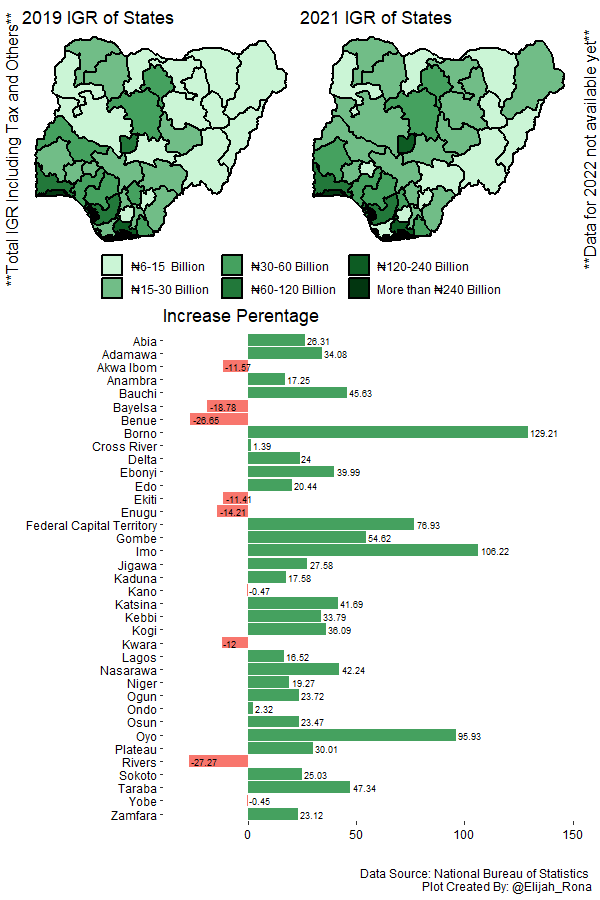 2019 IGR of States
2021 IGR of States
**Total IGR Including Tax and Others**
**Data for 2022 not available yet**
₦6-15 Billion
₦30-60 Billion
₦120-240 Billion
₦15-30 Billion
₦60-120 Billion
More than ₦240 Billion
Increase Perentage
Abia 26.31
Adamawa 34.08
Akwa Ibom -11.57
Anambra 17.25
Bauchi 45.63
Bayelsa -18.78
Benue -26.65
Borno 129.21
Cross River 1.39
Delta 24
Ebonyi 39.99
Edo 20.44
Ekiti -11.41
Enugu -14.21
Federal Capital Territory 76.93
Gombe 54.62
Imo 106.22
Jigawa 27.58
Kaduna 17.58
Kano -0.47
Katsina 41.69
Kebbi 33.79
Kogi 36.09
Kwara -12
Lagos 16.52
Nasarawa 42.24
Niger 19.27
Ogun 23.72
Ondo 2.32
Osun 23.47
Oyo 95.93
Plateau 30.01
Rivers -27.27
Sokoto 25.03
Taraba 47.34
Yobe -0.45
Zamfara 23.12
0 50 100 150
Data Source: National Bureau of Statistics
Plot Created By: @Elijah_Rona